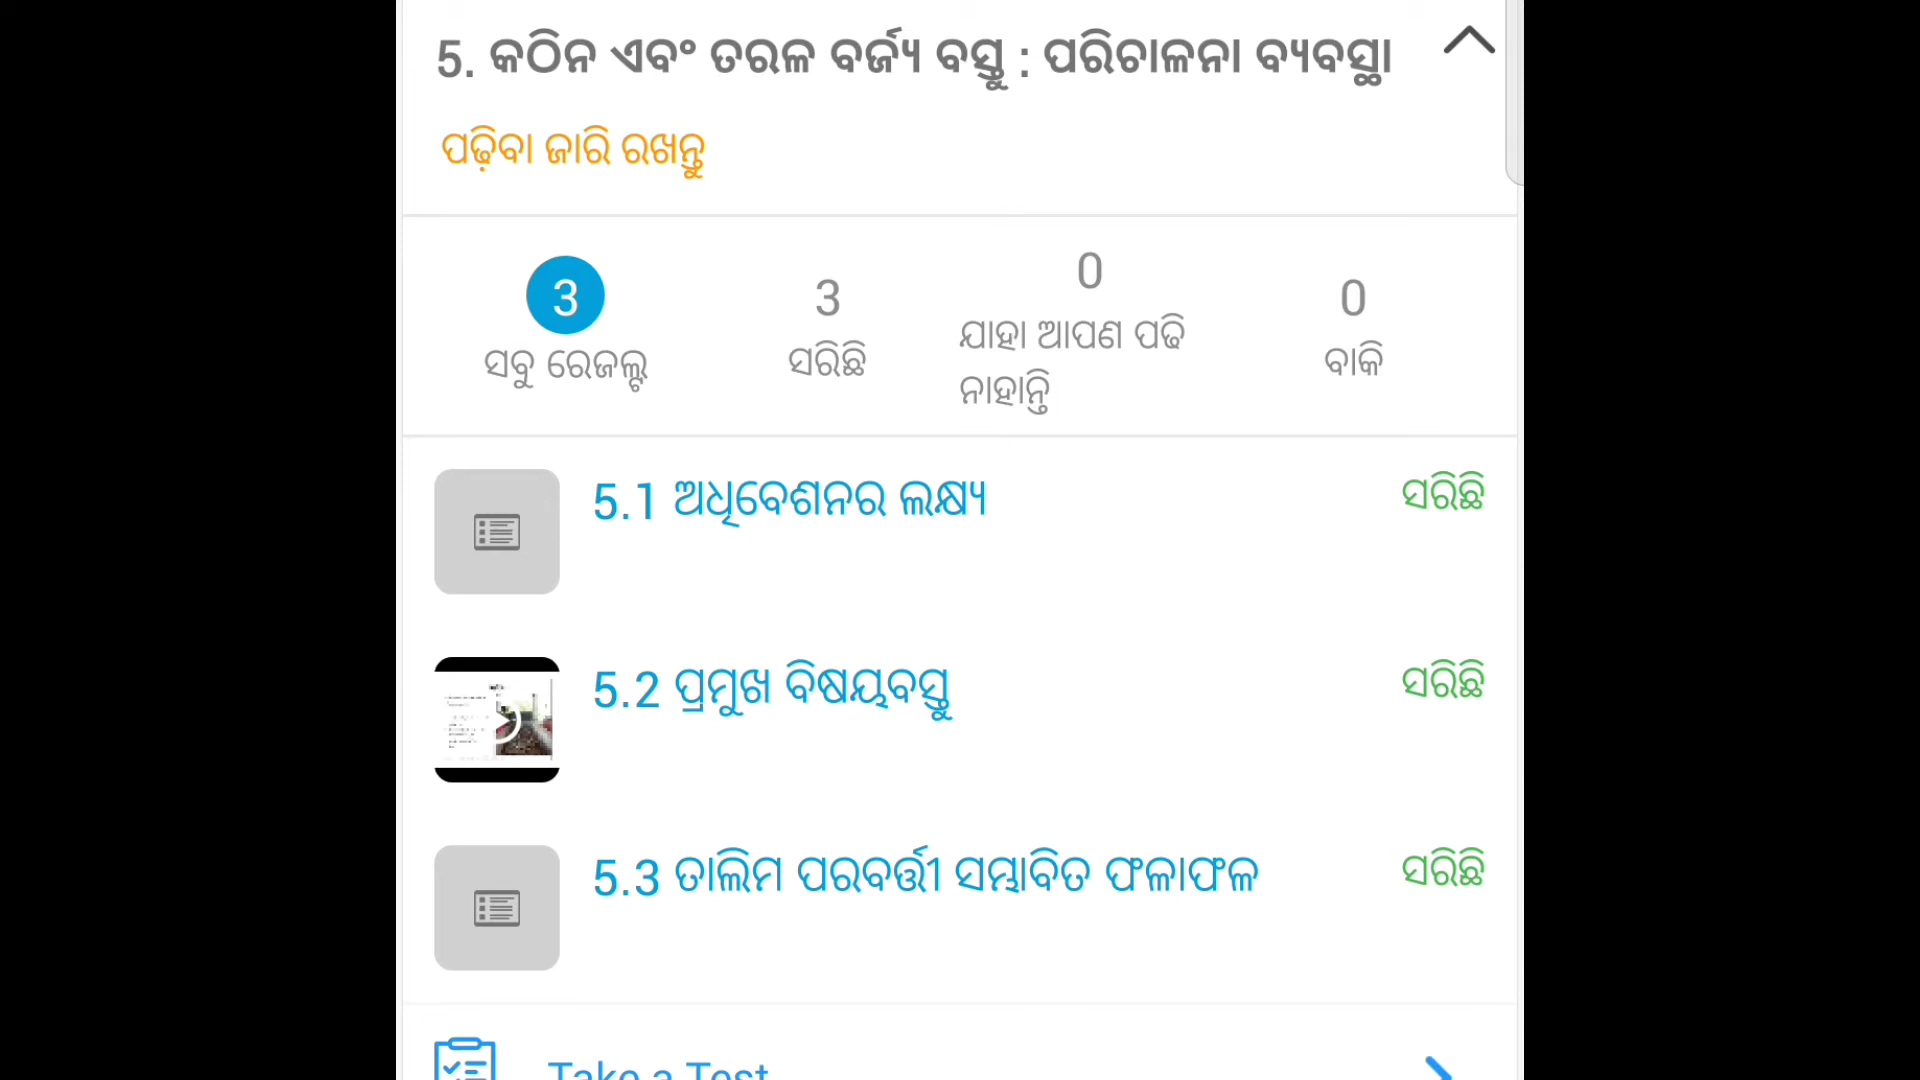 5. କଠିନ ଏବଂ ତରଳ ବର୍ଜ୍ୟ ବସ୍ତୁ : ପରିଚାଳନା ବ୍ୟବସ୍ଥା
ପଢ଼ିବା ଜାରି ରଖନ୍ତୁ
3 3 0 0
ସବୁ ରେଜଲ୍ଟ ସରିଛି ଯାହା ଆପଣ ପଢି ବାକି
ନାହାନ୍ତି
5.1 ଅଧିବେଶନର ଲକ୍ଷ୍ୟ ସରିଛି
5.2 ପ୍ରମୁଖ ବିଷୟବସ୍ତୁ ସରିଛି
5.3 ତାଲିମ ପରବର୍ତ୍ତୀ ସମ୍ଭାବିତ ଫଳାଫଳ ସରିଛି
Take a Test